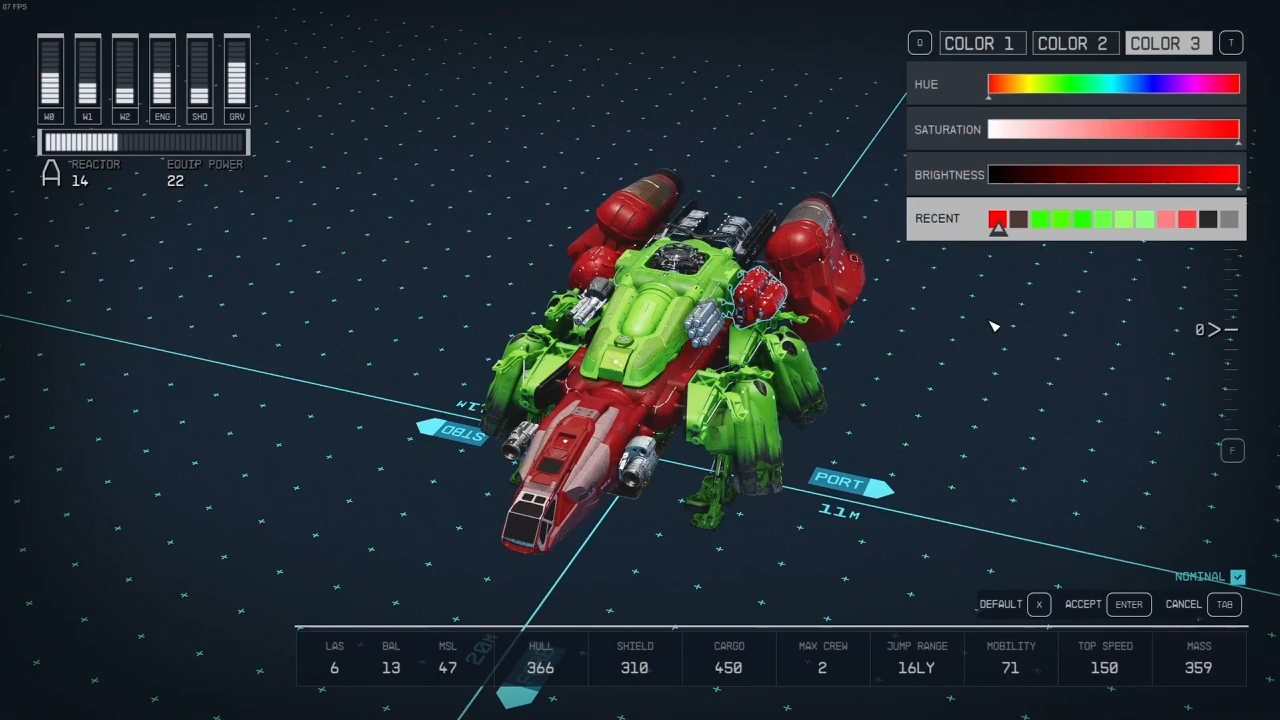 87 FPS
W0 W1 W2 ENG SHD GRV
REACTOR
14
EQUIP POWER
22
Q COLOR 1 COLOR 2 COLOR 3 T
HUE
SATURATION
BRIGHTNESS
RECENT
0
F
STBD
PORT
11M
20M
NOMINAL
DEFAULT X ACCEPT ENTER CANCEL TAB
LAS BAL MSL HULL SHIELD CARGO MAX CREW JUMP RANGE MOBILITY TOP SPEED MASS
6 13 47 366 310 450 2 16LY 71 150 359